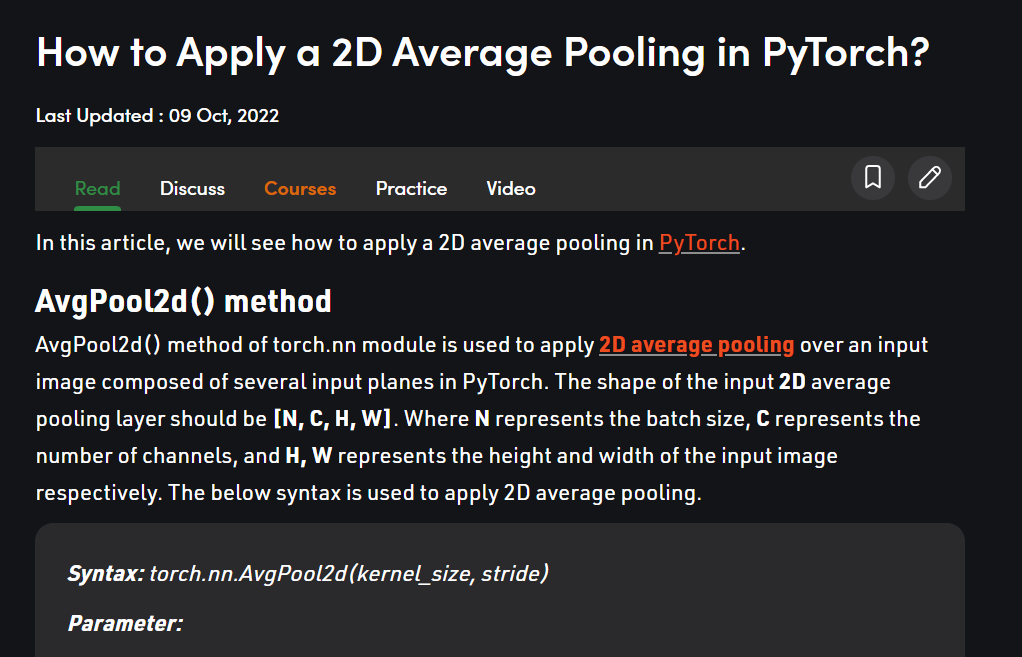 How to Apply a 2D Average Pooling in PyTorch?
Last Updated : 09 Oct, 2022
Read Discuss Courses Practice Video
In this article, we will see how to apply a 2D average pooling in PyTorch.
AvgPool2d() method
AvgPool2d() method of torch.nn module is used to apply 2D average pooling over an input
image composed of several input planes in PyTorch. The shape of the input 2D average
pooling layer should be [N, C, H, W]. Where N represents the batch size, C represents the
number of channels, and H, W represents the height and width of the input image
respectively. The below syntax is used to apply 2D average pooling.
Syntax: torch.nn.AvgPool2d(kernel_size, stride)
Parameter: